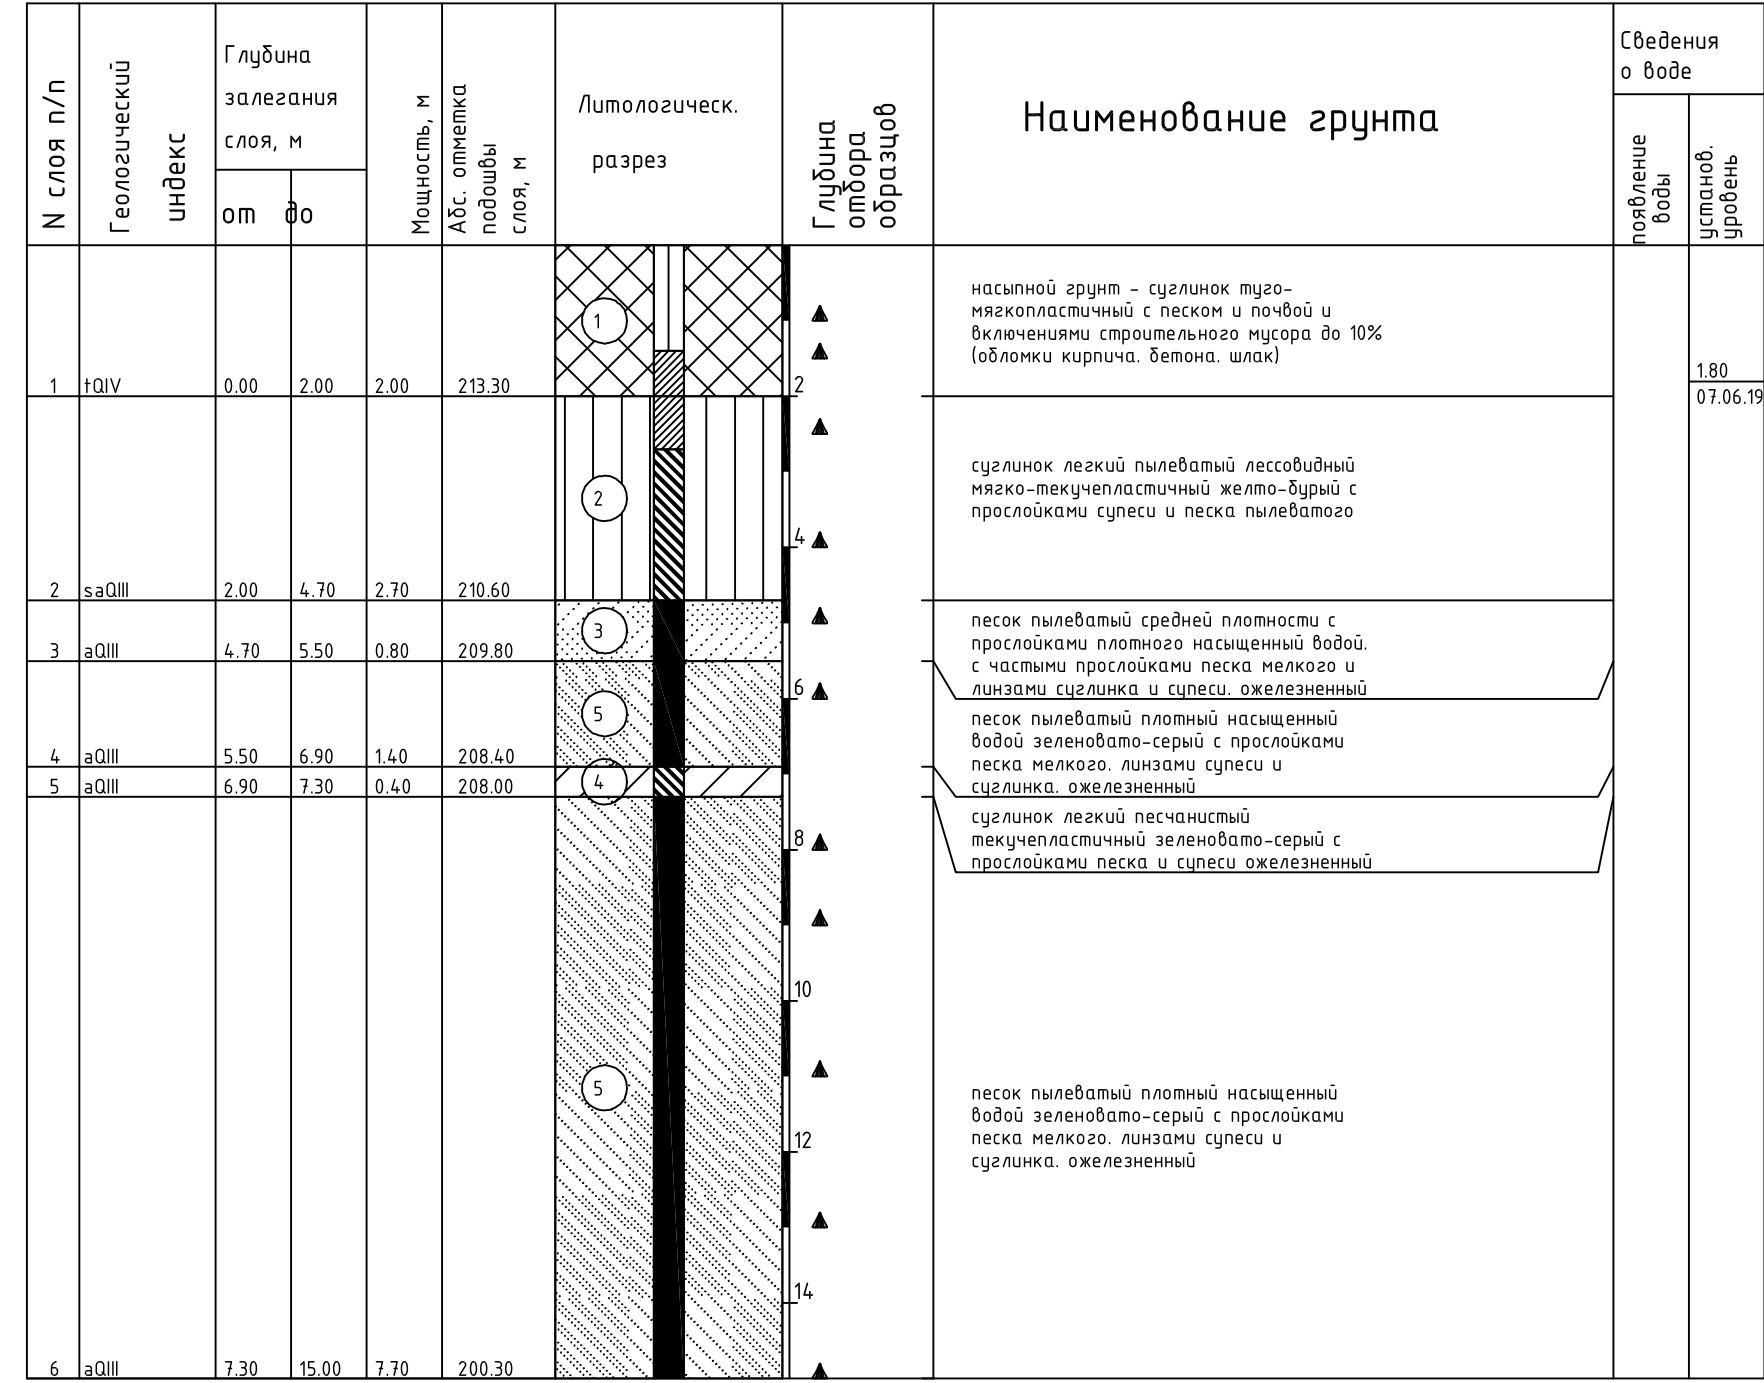 N слоя п/п
Геологический
индекс
Глубина
залегания
слоя, м
от до
Мощность, м
Абс. отметка
подошвы
слоя, м
Литологическ.
разрез
Глубина
отбора
образцов
Наименование грунта
Сведения
о воде
появление
воды
установ.
уровень
1
насыпной грунт - суглинок туго-
мягкопластичный с песком и почвой и
включениями строительного мусора до 10%
(обломки кирпича. бетона. шлак)
1 tQIV 0.00 2.00 2.00 213.30
2
1.80
07.06.19
2
суглинок легкий пылеватый лессовидный
мягко-текучепластичный желто-бурый с
прослойками супеси и песка пылеватого
4
2 saQIII 2.00 4.70 2.70 210.60
3
песок пылеватый средней плотности с
прослойками плотного насыщенный водой.
с частыми прослойками песка мелкого и
линзами суглинка и супеси. ожелезненный
3 aQIII 4.70 5.50 0.80 209.80
6
5
песок пылеватый плотный насыщенный
водой зеленовато-серый с прослойками
песка мелкого. линзами супеси и
суглинка. ожелезненный
4 aQIII 5.50 6.90 1.40 208.40
4
5 aQIII 6.90 7.30 0.40 208.00
суглинок легкий песчанистый
текучепластичный зеленовато-серый с
прослойками песка и супеси ожелезненный
8
10
5
песок пылеватый плотный насыщенный
водой зеленовато-серый с прослойками
песка мелкого. линзами супеси и
суглинка. ожелезненный
12
14
6 aQIII 7.30 15.00 7.70 200.30